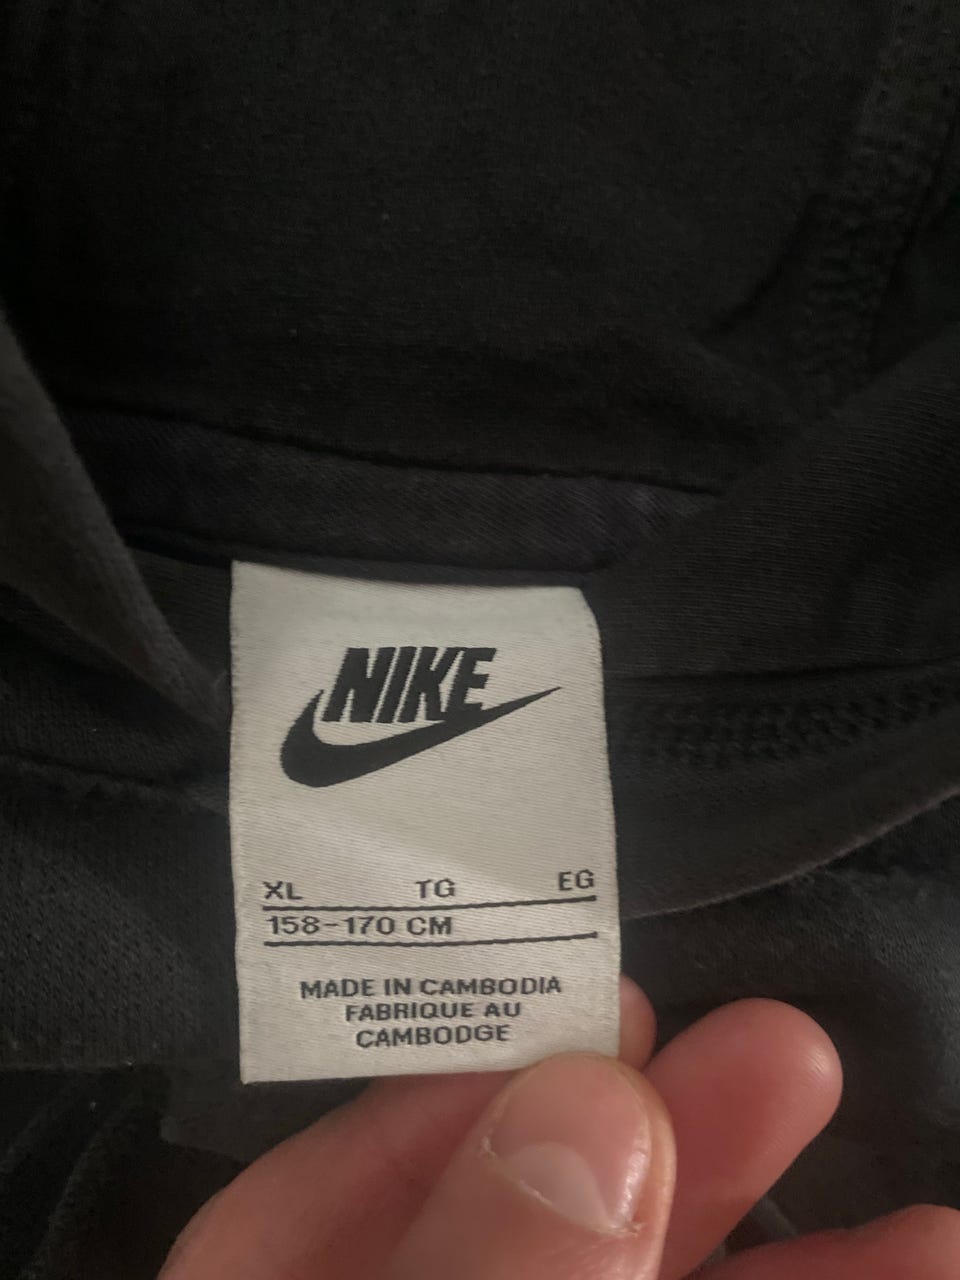 NIKE
XL TG EG
158-170 CM
MADE IN CAMBODIA
FABRIQUE AU
CAMBODGE